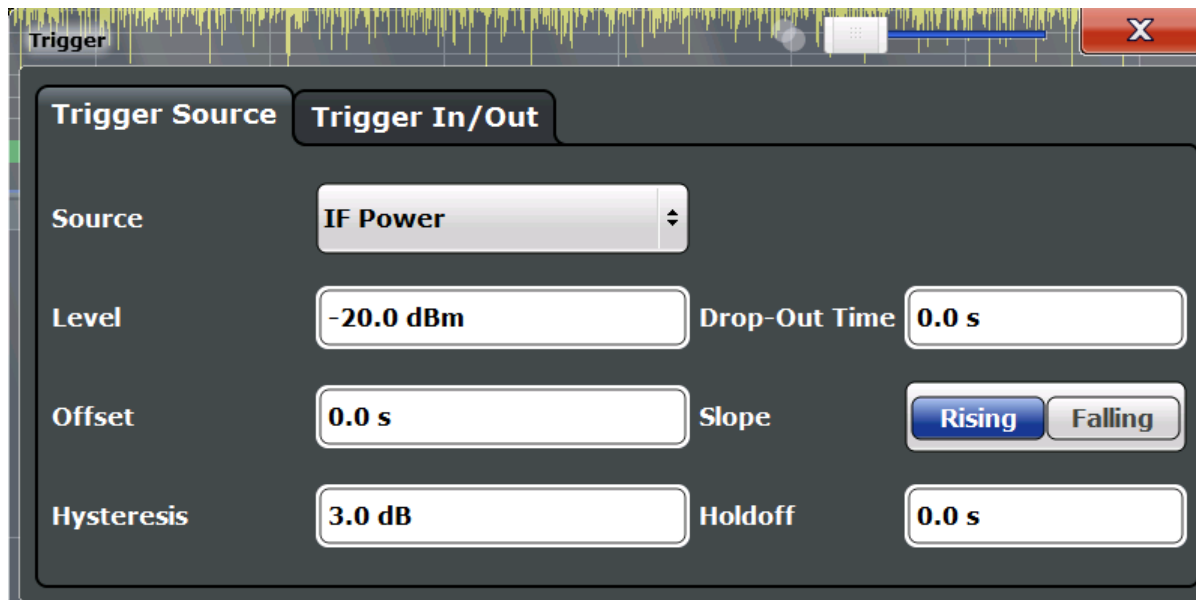 Trigger
X
Trigger Source
Trigger In/Out
Source
IF Power
Level
-20.0 dBm
Drop-Out Time
0.0 s
Offset
0.0 s
Slope
Rising
Falling
Hysteresis
3.0 dB
Holdoff
0.0 s